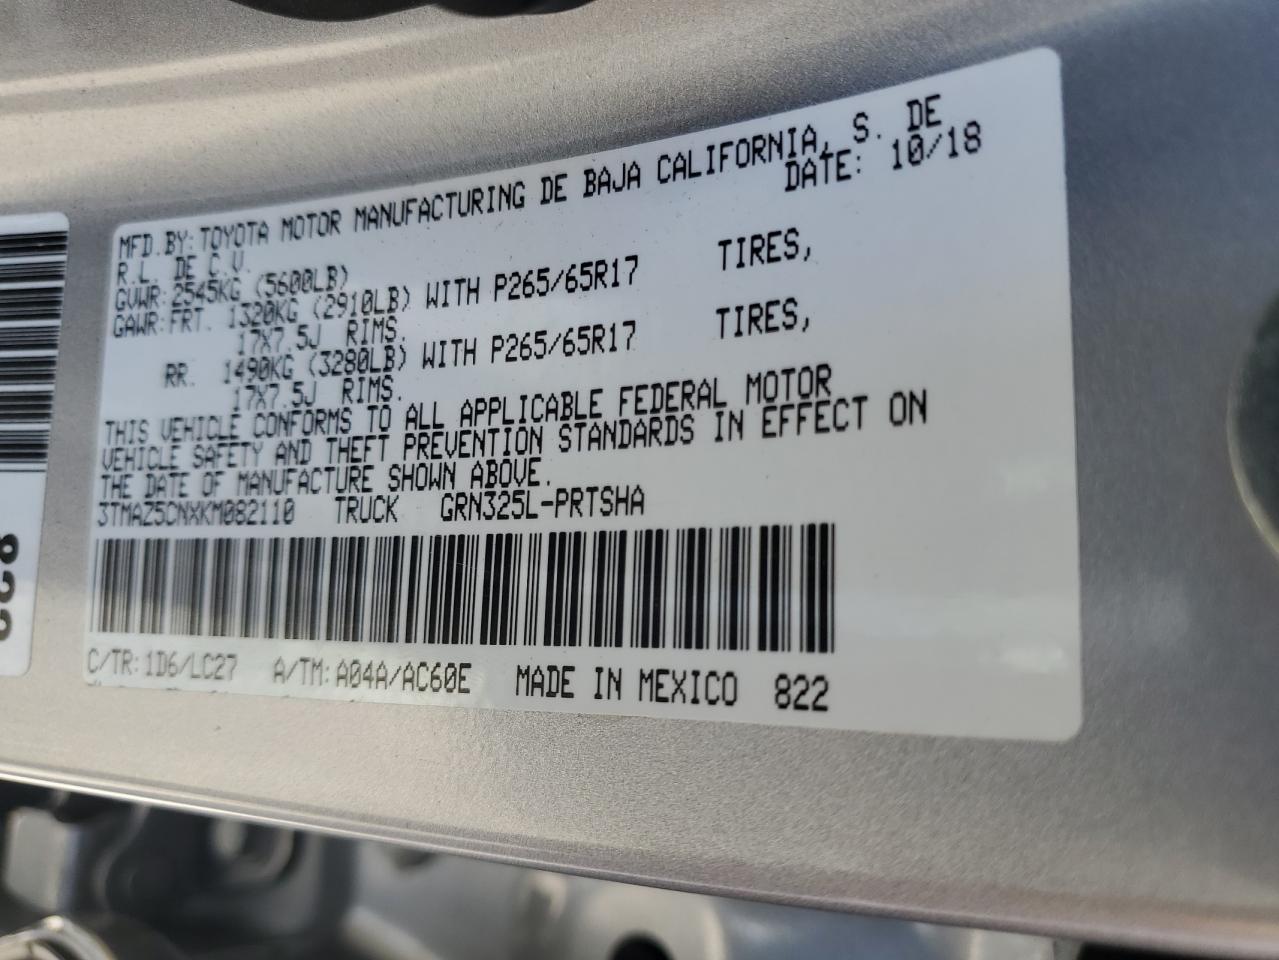 MFD.BY:TOYOTA MOTOR MANUFACTURING DE BAJA CALIFORNIA, S. DE
R.L. DE C.V. DATE: 10/18
GVWR:2545KG (5600LB)
GAWR:FRT. 1320KG (2910LB) WITH P265/65R17 TIRES,
17X7.5J RIMS.
RR. 1490KG (3280LB) WITH P265/65R17 TIRES,
17X7.5J RIMS.
THIS VEHICLE CONFORMS TO ALL APPLICABLE FEDERAL MOTOR
VEHICLE SAFETY AND THEFT PREVENTION STANDARDS IN EFFECT ON
THE DATE OF MANUFACTURE SHOWN ABOVE.
3TMAZ5CNXKM082110 TRUCK GRN325L-PRTSHA
C/TR:1D6/LC27 A/TM:A04A/AC60E MADE IN MEXICO 822